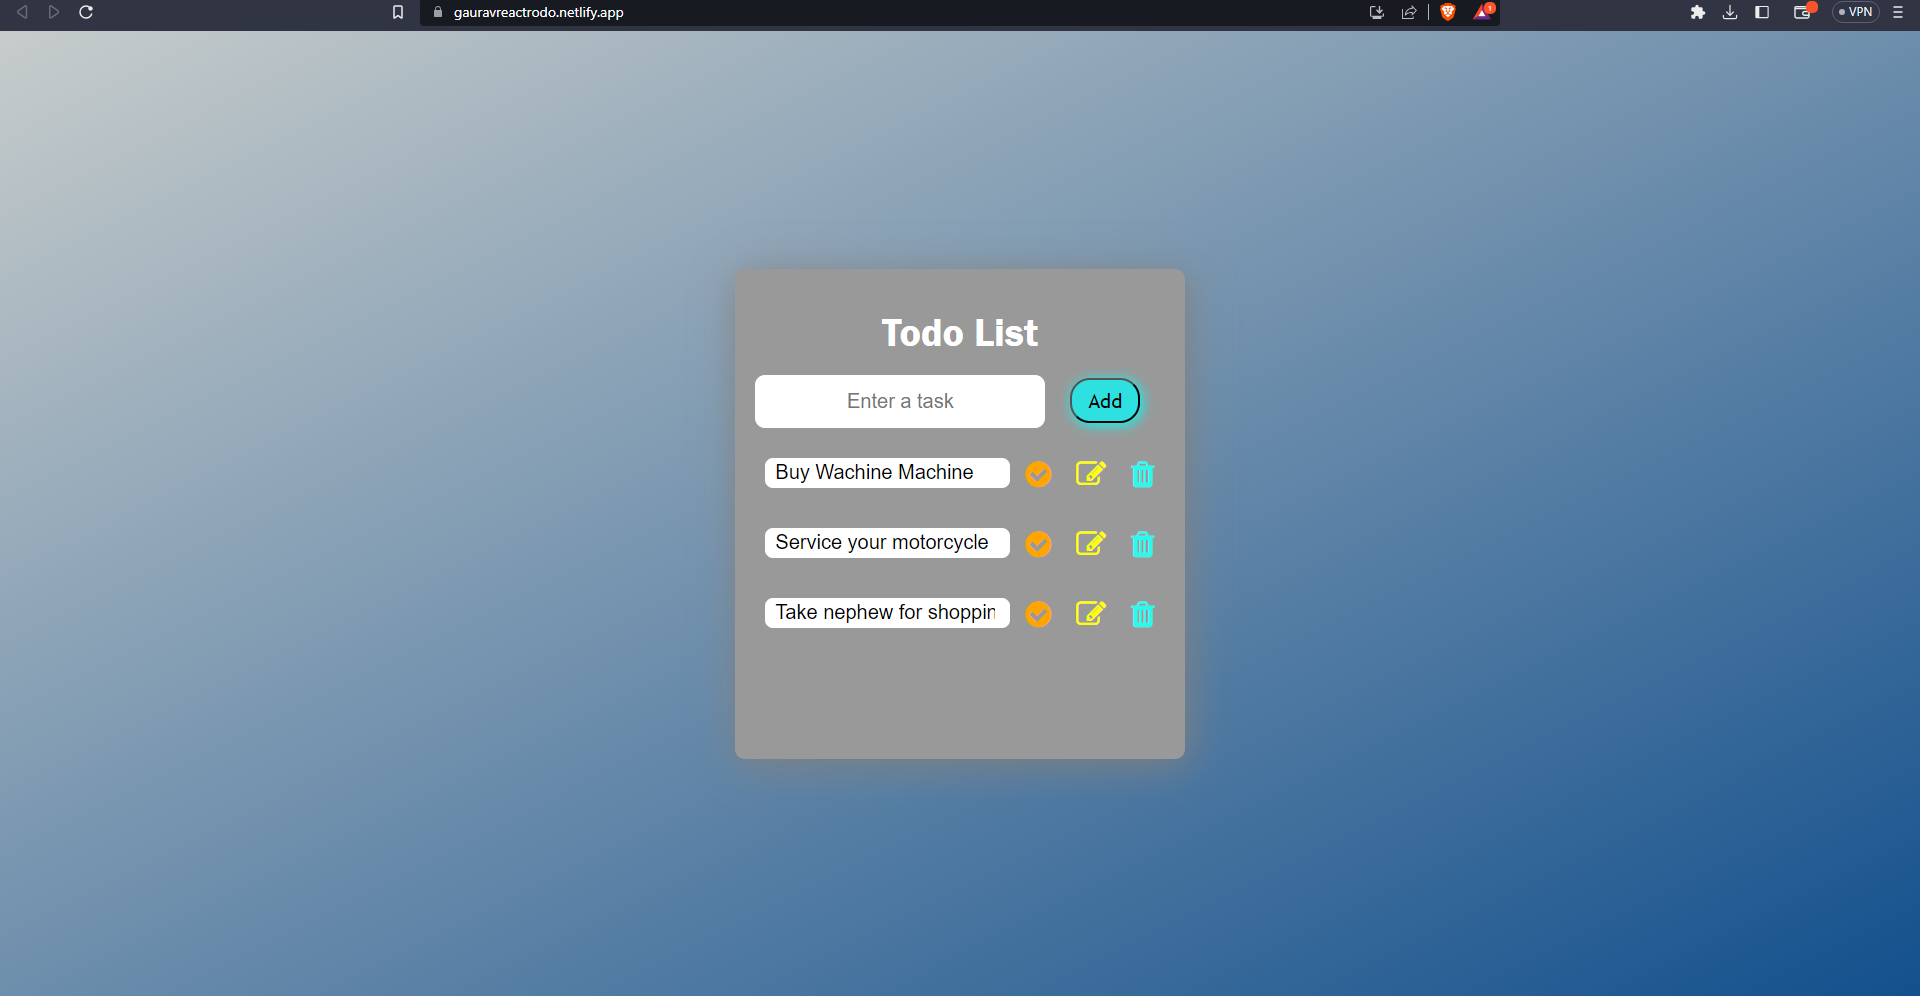 gauravreactrodo.netlify.app
1
VPN
Todo List
Enter a task
Add
Buy Wachine Machine
Service your motorcycle
Take nephew for shoppin